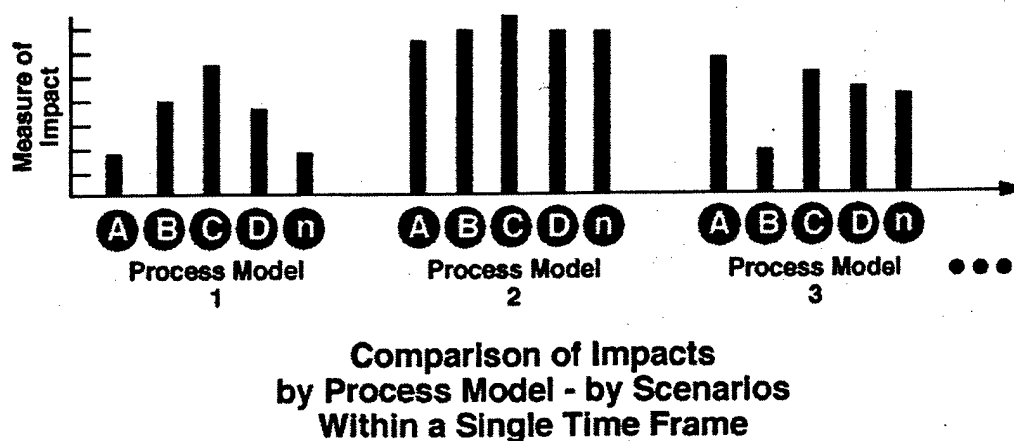 Measure of
Impact
A B C D n
Process Model
1
A B C D n
Process Model
2
A B C D n
Process Model
3
Comparison of Impacts
by Process Model - by Scenarios
Within a Single Time Frame